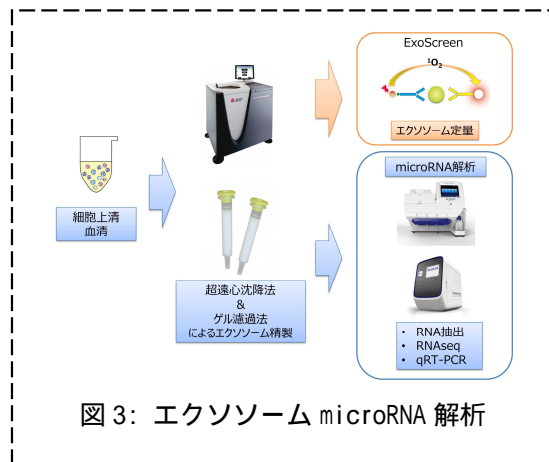 ExoScreen
¹O₂
エクソソーム定量
細胞上清
血清
超遠心沈降法
&
ゲル濾過法
によるエクソソーム精製
microRNA解析
• RNA抽出
• RNAseq
• qRT-PCR
図 3: エクソソーム microRNA 解析